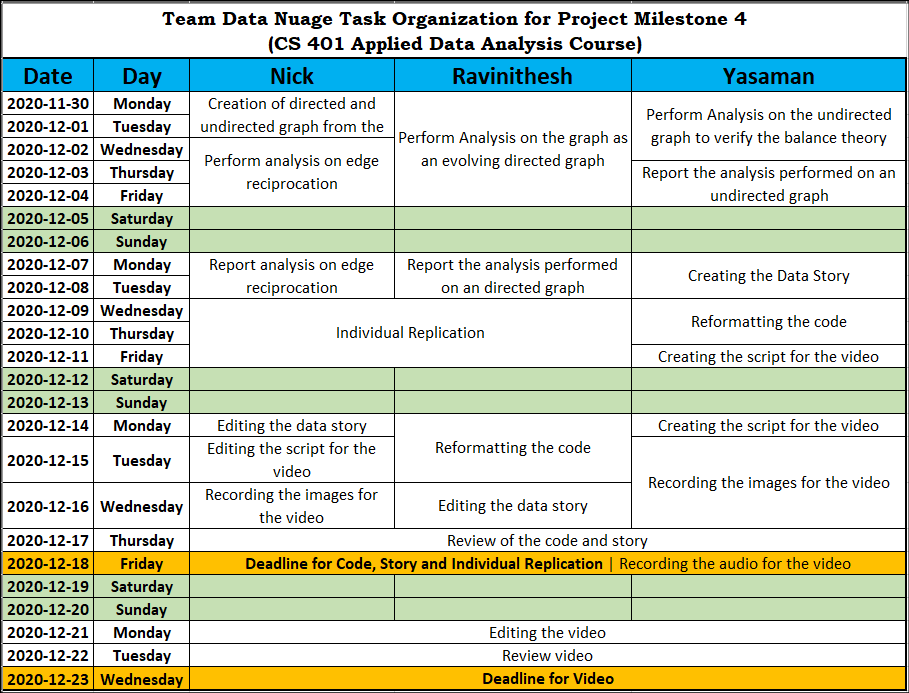 Team Data Nuage Task Organization for Project Milestone 4
(CS 401 Applied Data Analysis Course)
Date Day Nick Ravinithesh Yasaman
2020-11-30 Monday
2020-12-01 Tuesday
Creation of directed and
undirected graph from the
2020-12-02 Wednesday
2020-12-03 Thursday
2020-12-04 Friday
Perform analysis on edge
reciprocation
Perform Analysis on the graph as
an evolving directed graph
Perform Analysis on the undirected
graph to verify the balance theory
Report the analysis performed on an
undirected graph
2020-12-05 Saturday
2020-12-06 Sunday
2020-12-07 Monday
2020-12-08 Tuesday
Report analysis on edge
reciprocation
Report the analysis performed
on an directed graph
Creating the Data Story
2020-12-09 Wednesday
2020-12-10 Thursday
2020-12-11 Friday
Individual Replication
Reformatting the code
Creating the script for the video
2020-12-12 Saturday
2020-12-13 Sunday
2020-12-14 Monday
Editing the data story
2020-12-15 Tuesday
Editing the script for the
video
2020-12-16 Wednesday
Recording the images for
the video
Reformatting the code
Editing the data story
Creating the script for the video
Recording the images for the video
2020-12-17 Thursday Review of the code and story
2020-12-18 Friday Deadline for Code, Story and Individual Replication | Recording the audio for the video
2020-12-19 Saturday
2020-12-20 Sunday
2020-12-21 Monday Editing the video
2020-12-22 Tuesday Review video
2020-12-23 Wednesday Deadline for Video